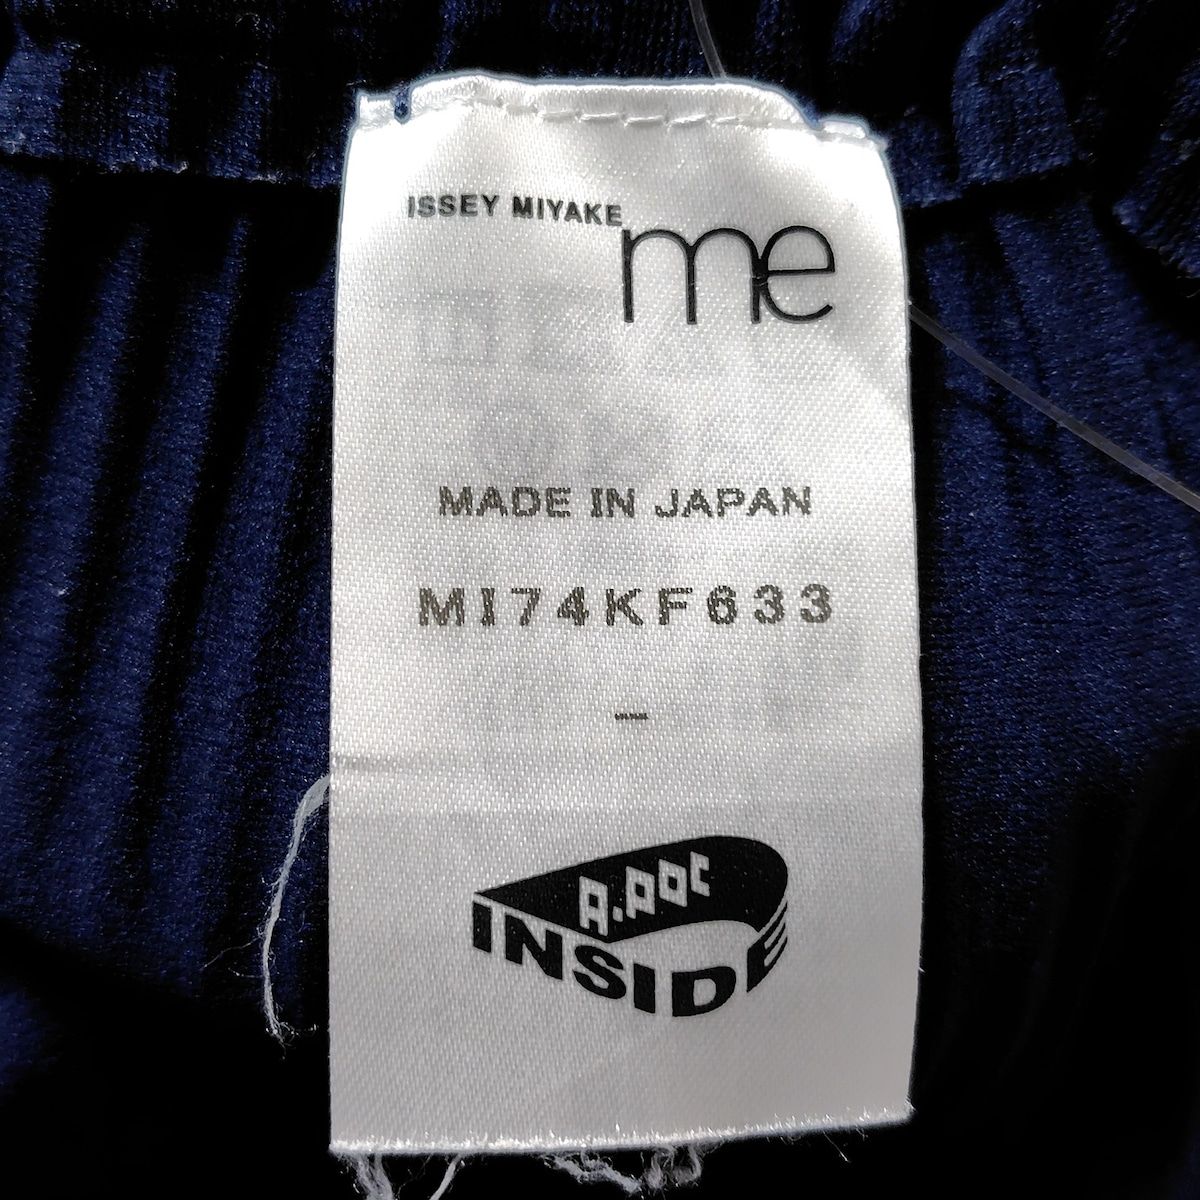 ISSEY MIYAKE
me
MADE IN JAPAN
MI74KF633
-
A.POC
INSIDE